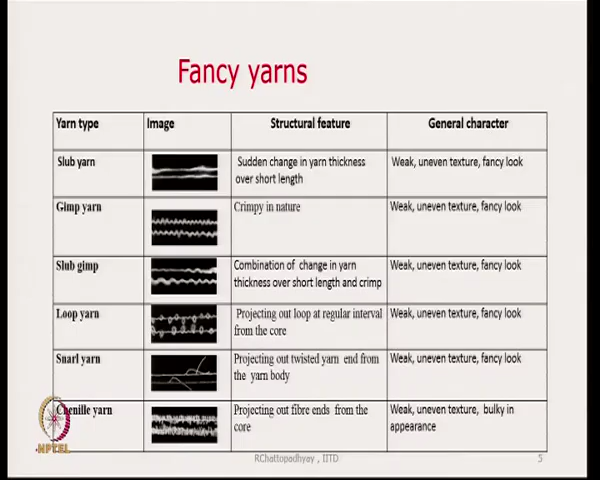 Fancy yarns
Yarn type Image Structural feature General character
Slub yarn Sudden change in yarn thickness Weak, uneven texture, fancy look
over short length
Gimp yarn Crimpy in nature Weak, uneven texture, fancy look
Slub gimp Combination of change in yarn Weak, uneven texture, fancy look
thickness over short length and crimp
Loop yarn Projecting out loop at regular interval Weak, uneven texture, fancy look
from the core
Snarl yarn Projecting out twisted yarn end from Weak, uneven texture, fancy look
the yarn body
Chenille yarn Projecting out fibre ends from the Weak, uneven texture, bulky in
core appearance
NPTEL
RChattopadhyay , IITD 5